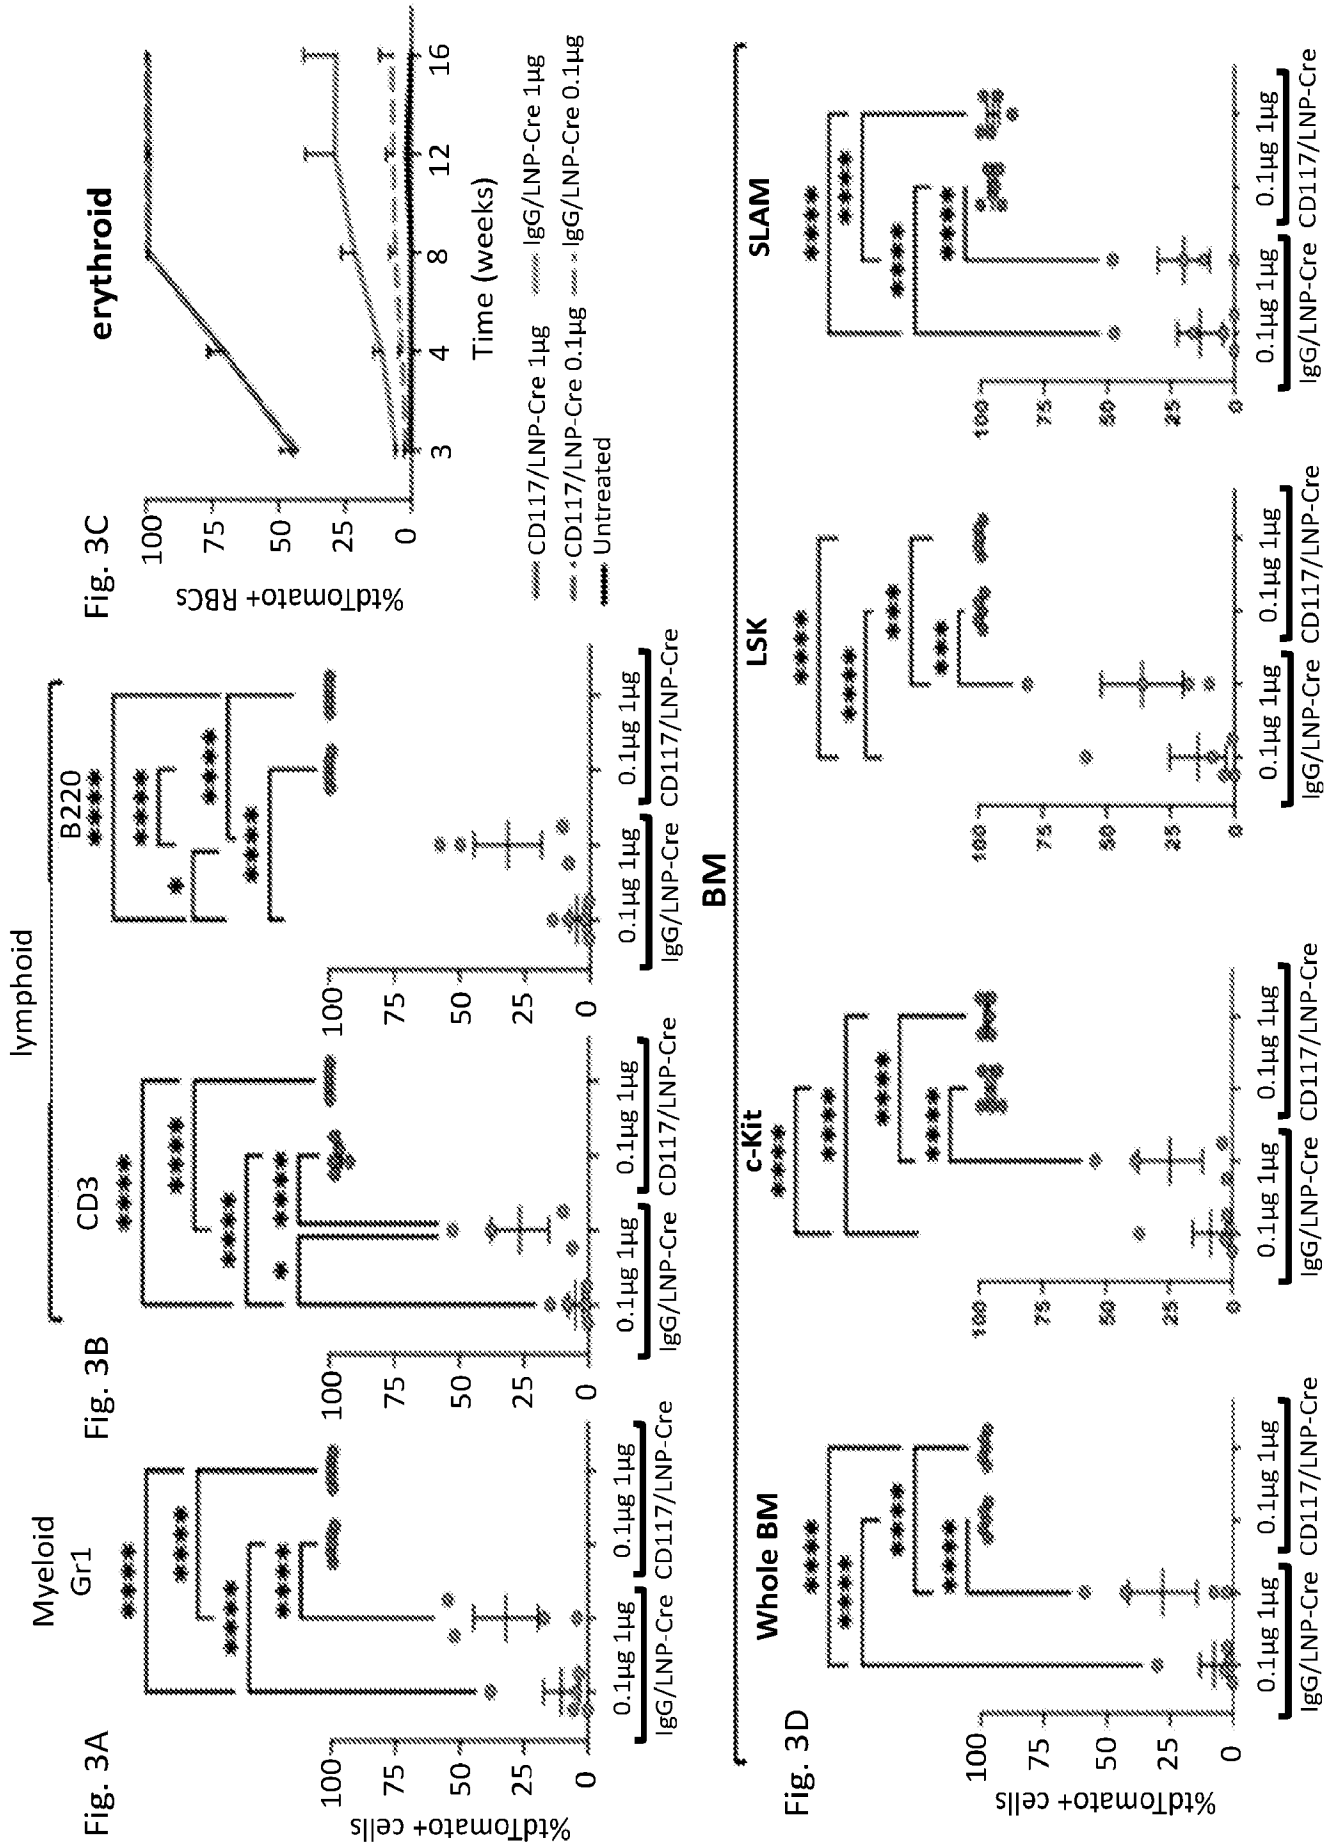 Fig. 3A
Myeloid
Gr1
%tdTomato+ cells
100
75
50
25
0
****
****
****
****
0.1µg 1µg 0.1µg 1µg
IgG/LNP-Cre CD117/LNP-Cre
Fig. 3B
lymphoid
CD3
100
75
50
25
0
****
****
****
* ****
0.1µg 1µg 0.1µg 1µg
IgG/LNP-Cre CD117/LNP-Cre
B220
100
75
50
25
0
****
****
* ****
****
0.1µg 1µg 0.1µg 1µg
IgG/LNP-Cre CD117/LNP-Cre
Fig. 3C
erythroid
%tdTomato+ RBCs
100
75
50
25
0
3 4 8 12 16
Time (weeks)
CD117/LNP-Cre 1µg IgG/LNP-Cre 1µg
CD117/LNP-Cre 0.1µg IgG/LNP-Cre 0.1µg
Untreated
Fig. 3D
BM
Whole BM
%tdTomato+ cells
100
75
50
25
0
****
****
****
****
0.1µg 1µg 0.1µg 1µg
IgG/LNP-Cre CD117/LNP-Cre
c-Kit
100
75
50
25
0
****
****
****
****
0.1µg 1µg 0.1µg 1µg
IgG/LNP-Cre CD117/LNP-Cre
LSK
100
75
50
25
0
****
****
***
****
0.1µg 1µg 0.1µg 1µg
IgG/LNP-Cre CD117/LNP-Cre
SLAM
100
75
50
25
0
****
****
****
****
0.1µg 1µg 0.1µg 1µg
IgG/LNP-Cre CD117/LNP-Cre